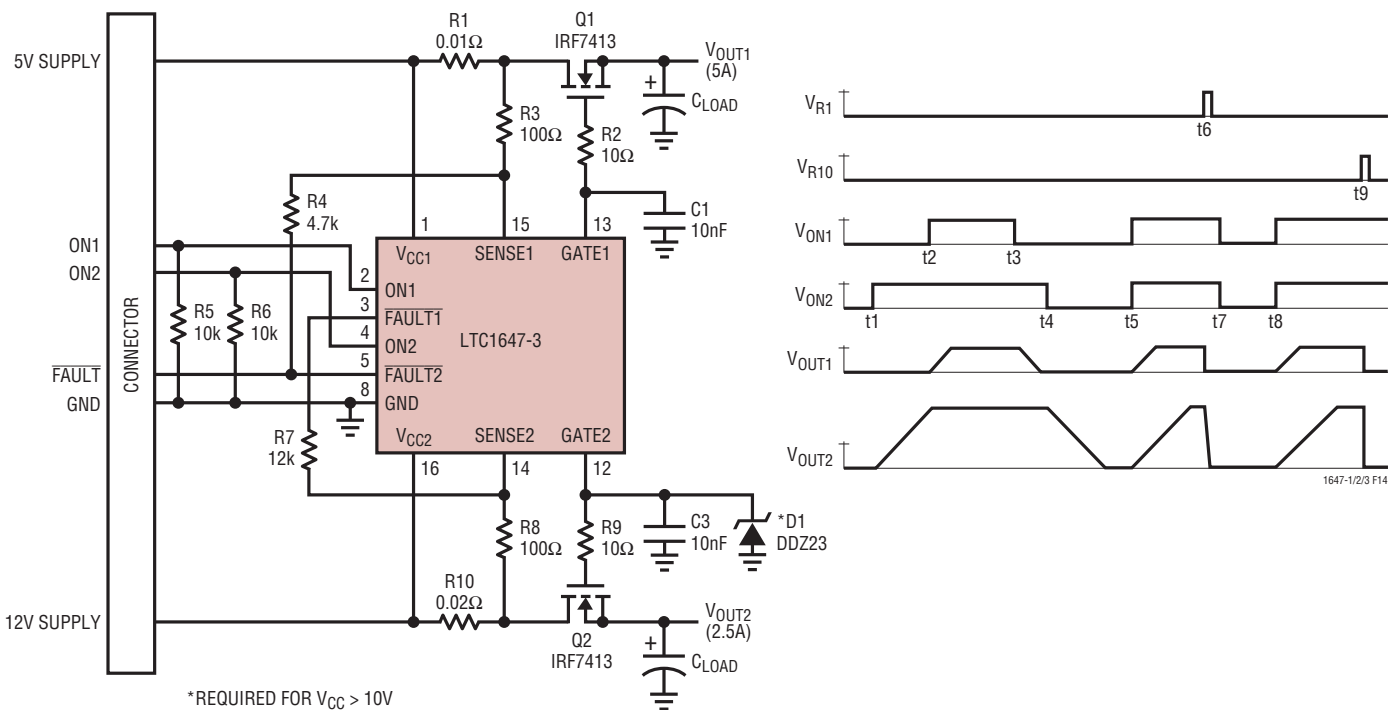 5V SUPPLY
R1
0.01Ω
Q1
IRF7413
VOUT1
(5A)
+
CLOAD
R3
100Ω
R2
10Ω
R4
4.7k
C1
10nF
1
15
13
VCC1
SENSE1
GATE1
ON1
ON2
2
ON1
3
FAULT1
4
ON2
5
FAULT2
8
GND
LTC1647-3
R5
10k
R6
10k
CONNECTOR
FAULT
GND
VCC2
SENSE2
GATE2
R7
12k
16
14
12
R8
100Ω
R9
10Ω
C3
10nF
*D1
DDZ23
R10
0.02Ω
12V SUPPLY
Q2
IRF7413
VOUT2
(2.5A)
+
CLOAD
*REQUIRED FOR VCC > 10V
VR1
t6
VR10
t9
VON1
t2
t3
VON2
t1
t4
t5
t7
t8
VOUT1
VOUT2
1647-1/2/3 F14